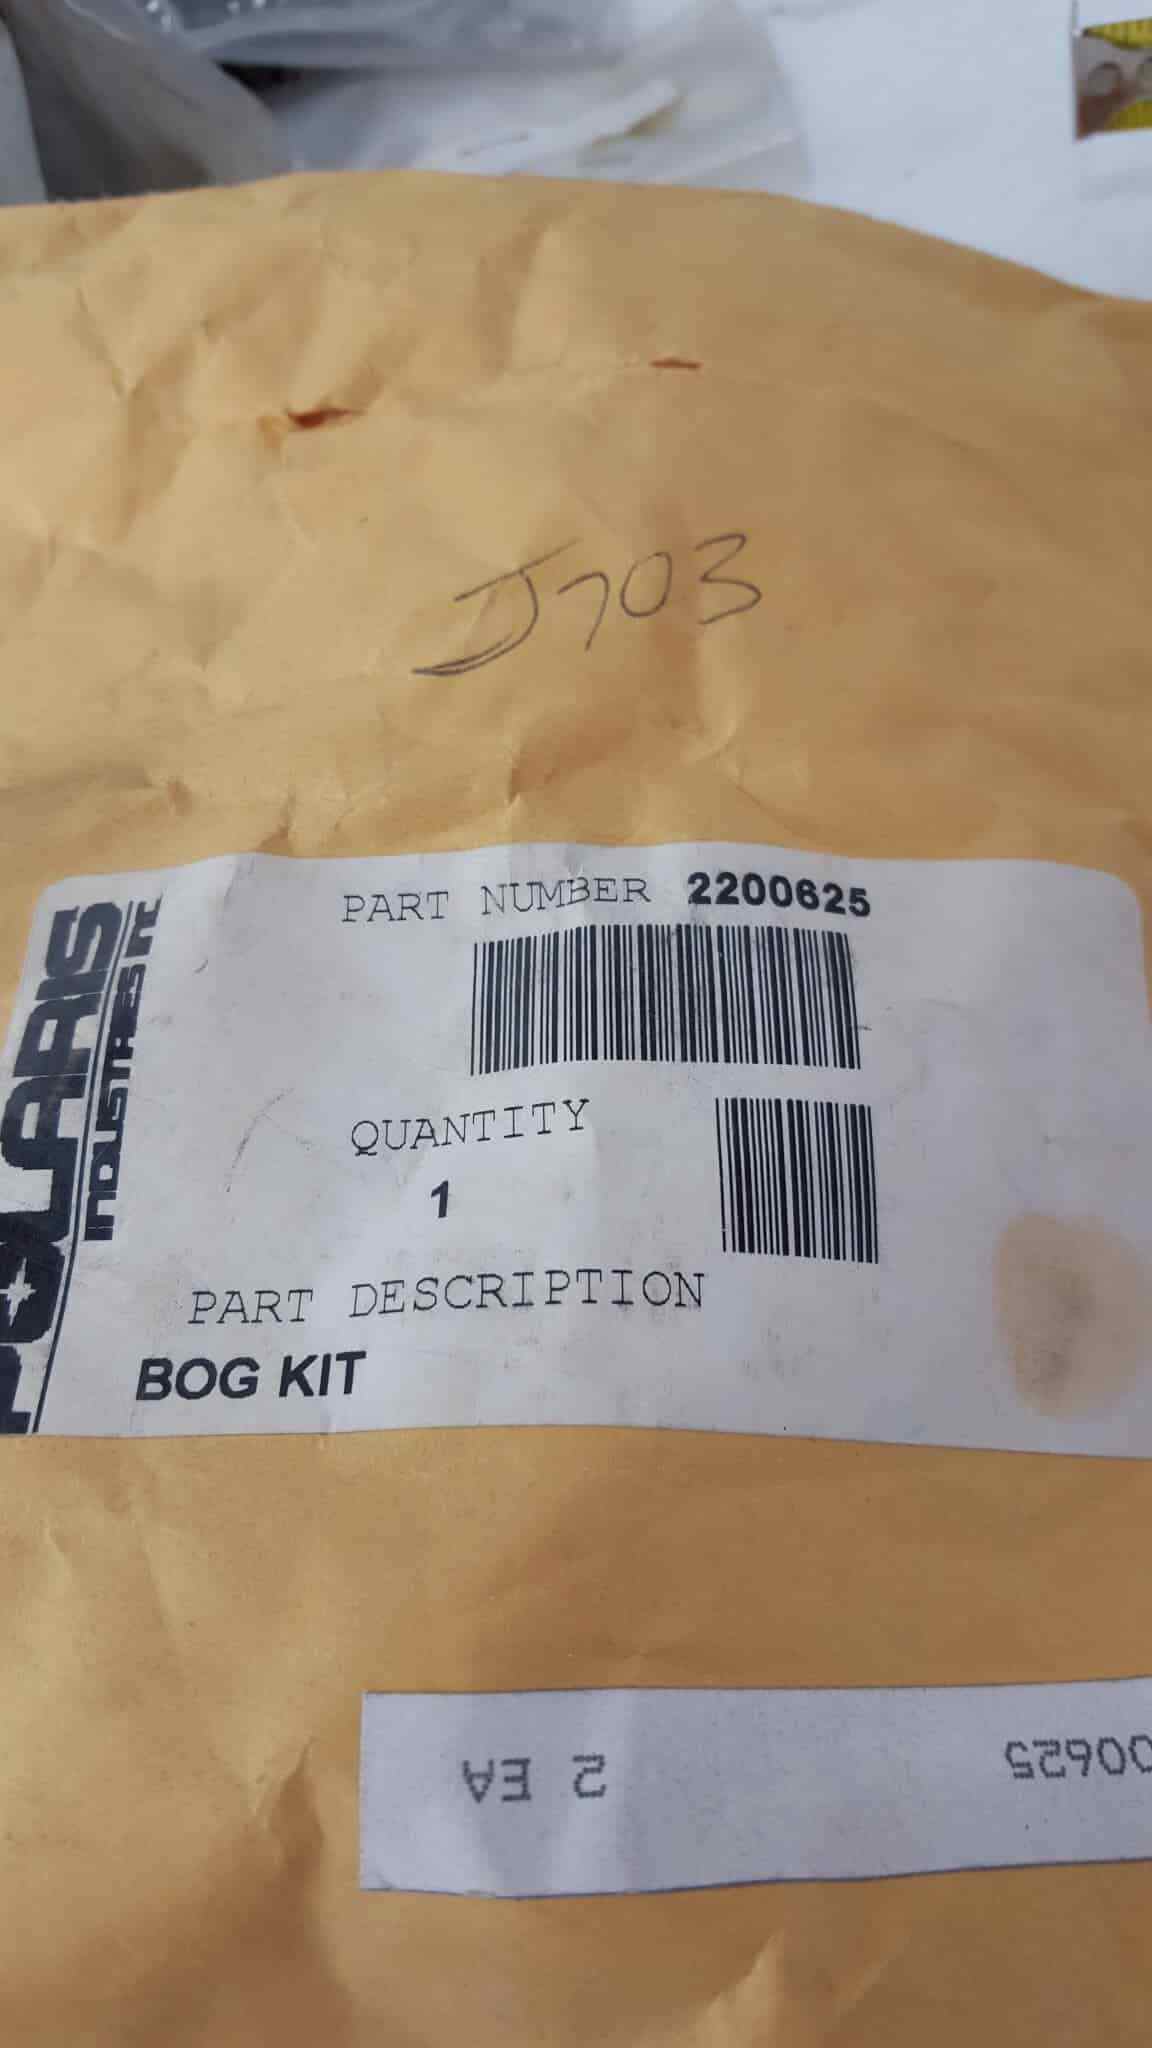 J703
PART NUMBER 2200625
POLARIS
INDUSTRIES INC
QUANTITY
1
PART DESCRIPTION
BOG KIT
00625 2 EA